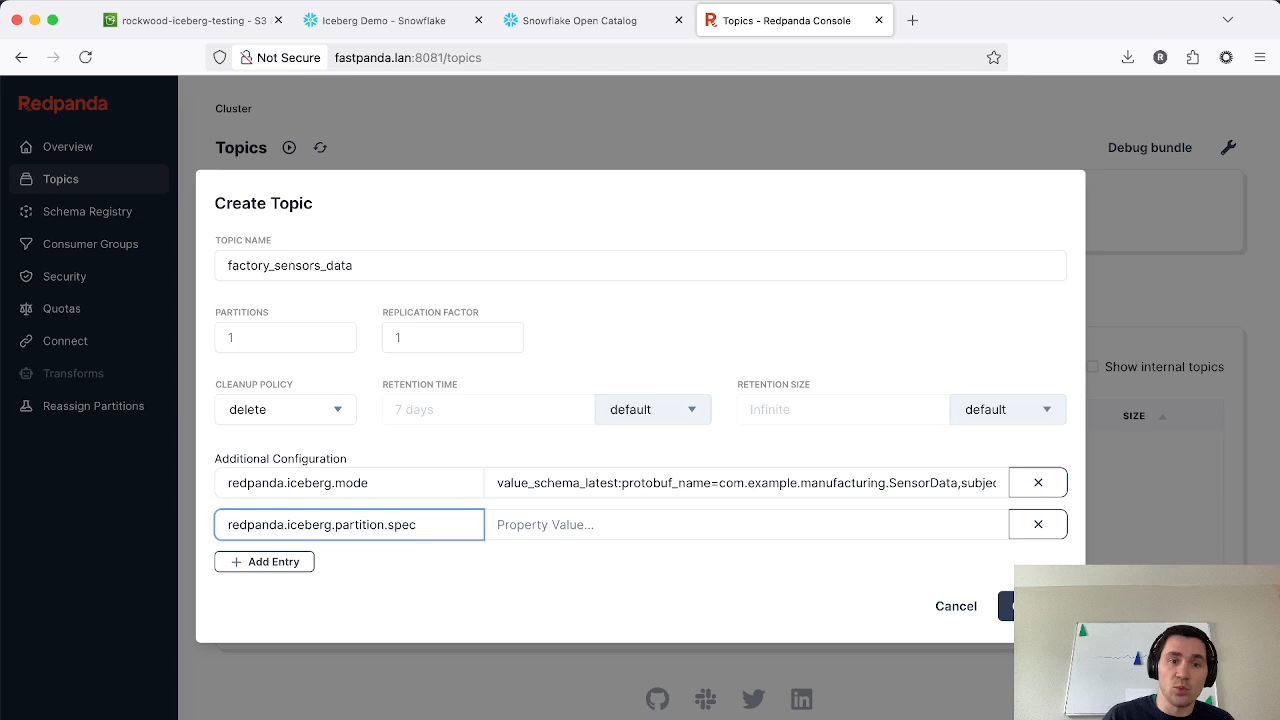 rockwood-iceberg-testing - S3
Iceberg Demo - Snowflake
Snowflake Open Catalog
Topics - Redpanda Console
Not Secure
fastpanda.lan:8081/topics
Redpanda
Overview
Topics
Schema Registry
Consumer Groups
Security
Quotas
Connect
Transforms
Reassign Partitions
Cluster
Topics
Debug bundle
Create Topic
TOPIC NAME
factory_sensors_data
PARTITIONS
REPLICATION FACTOR
1
1
CLEANUP POLICY
RETENTION TIME
RETENTION SIZE
delete
7 days
default
Infinite
default
Additional Configuration
redpanda.iceberg.mode
value_schema_latest:protobuf_name=com.example.manufacturing.SensorData,subjec
redpanda.iceberg.partition.spec
Property Value...
Add Entry
Cancel
Show internal topics
SIZE